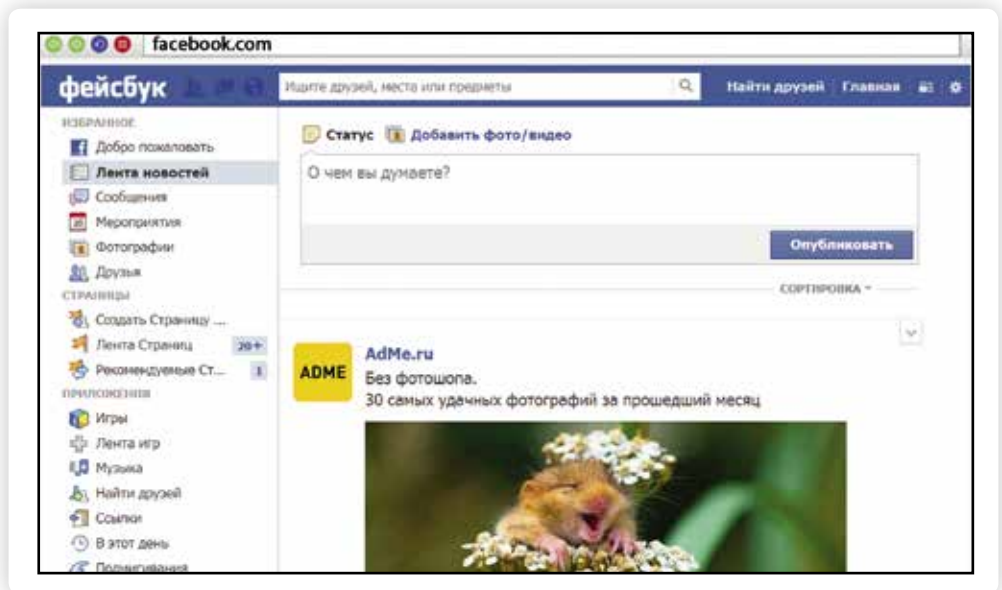 facebook.com
фейсбук
Ищите друзей, места или предметы
Найти друзей Главная
ИЗБРАННОЕ
Добро пожаловать
Лента новостей
Сообщения
Мероприятия
Фотографии
Друзья
СТРАНИЦЫ
Создать Страницу ...
Лента Страниц 20+
Рекомендуемые Ст... 1
ПРИЛОЖЕНИЯ
Игры
Лента игр
Музыка
Найти друзей
Ссылки
В этот день
Подмигивания
Статус Добавить фото/видео
О чем вы думаете?
Опубликовать
СОРТИРОВКА
ADME
AdMe.ru
Без фотошопа.
30 самых удачных фотографий за прошедший месяц